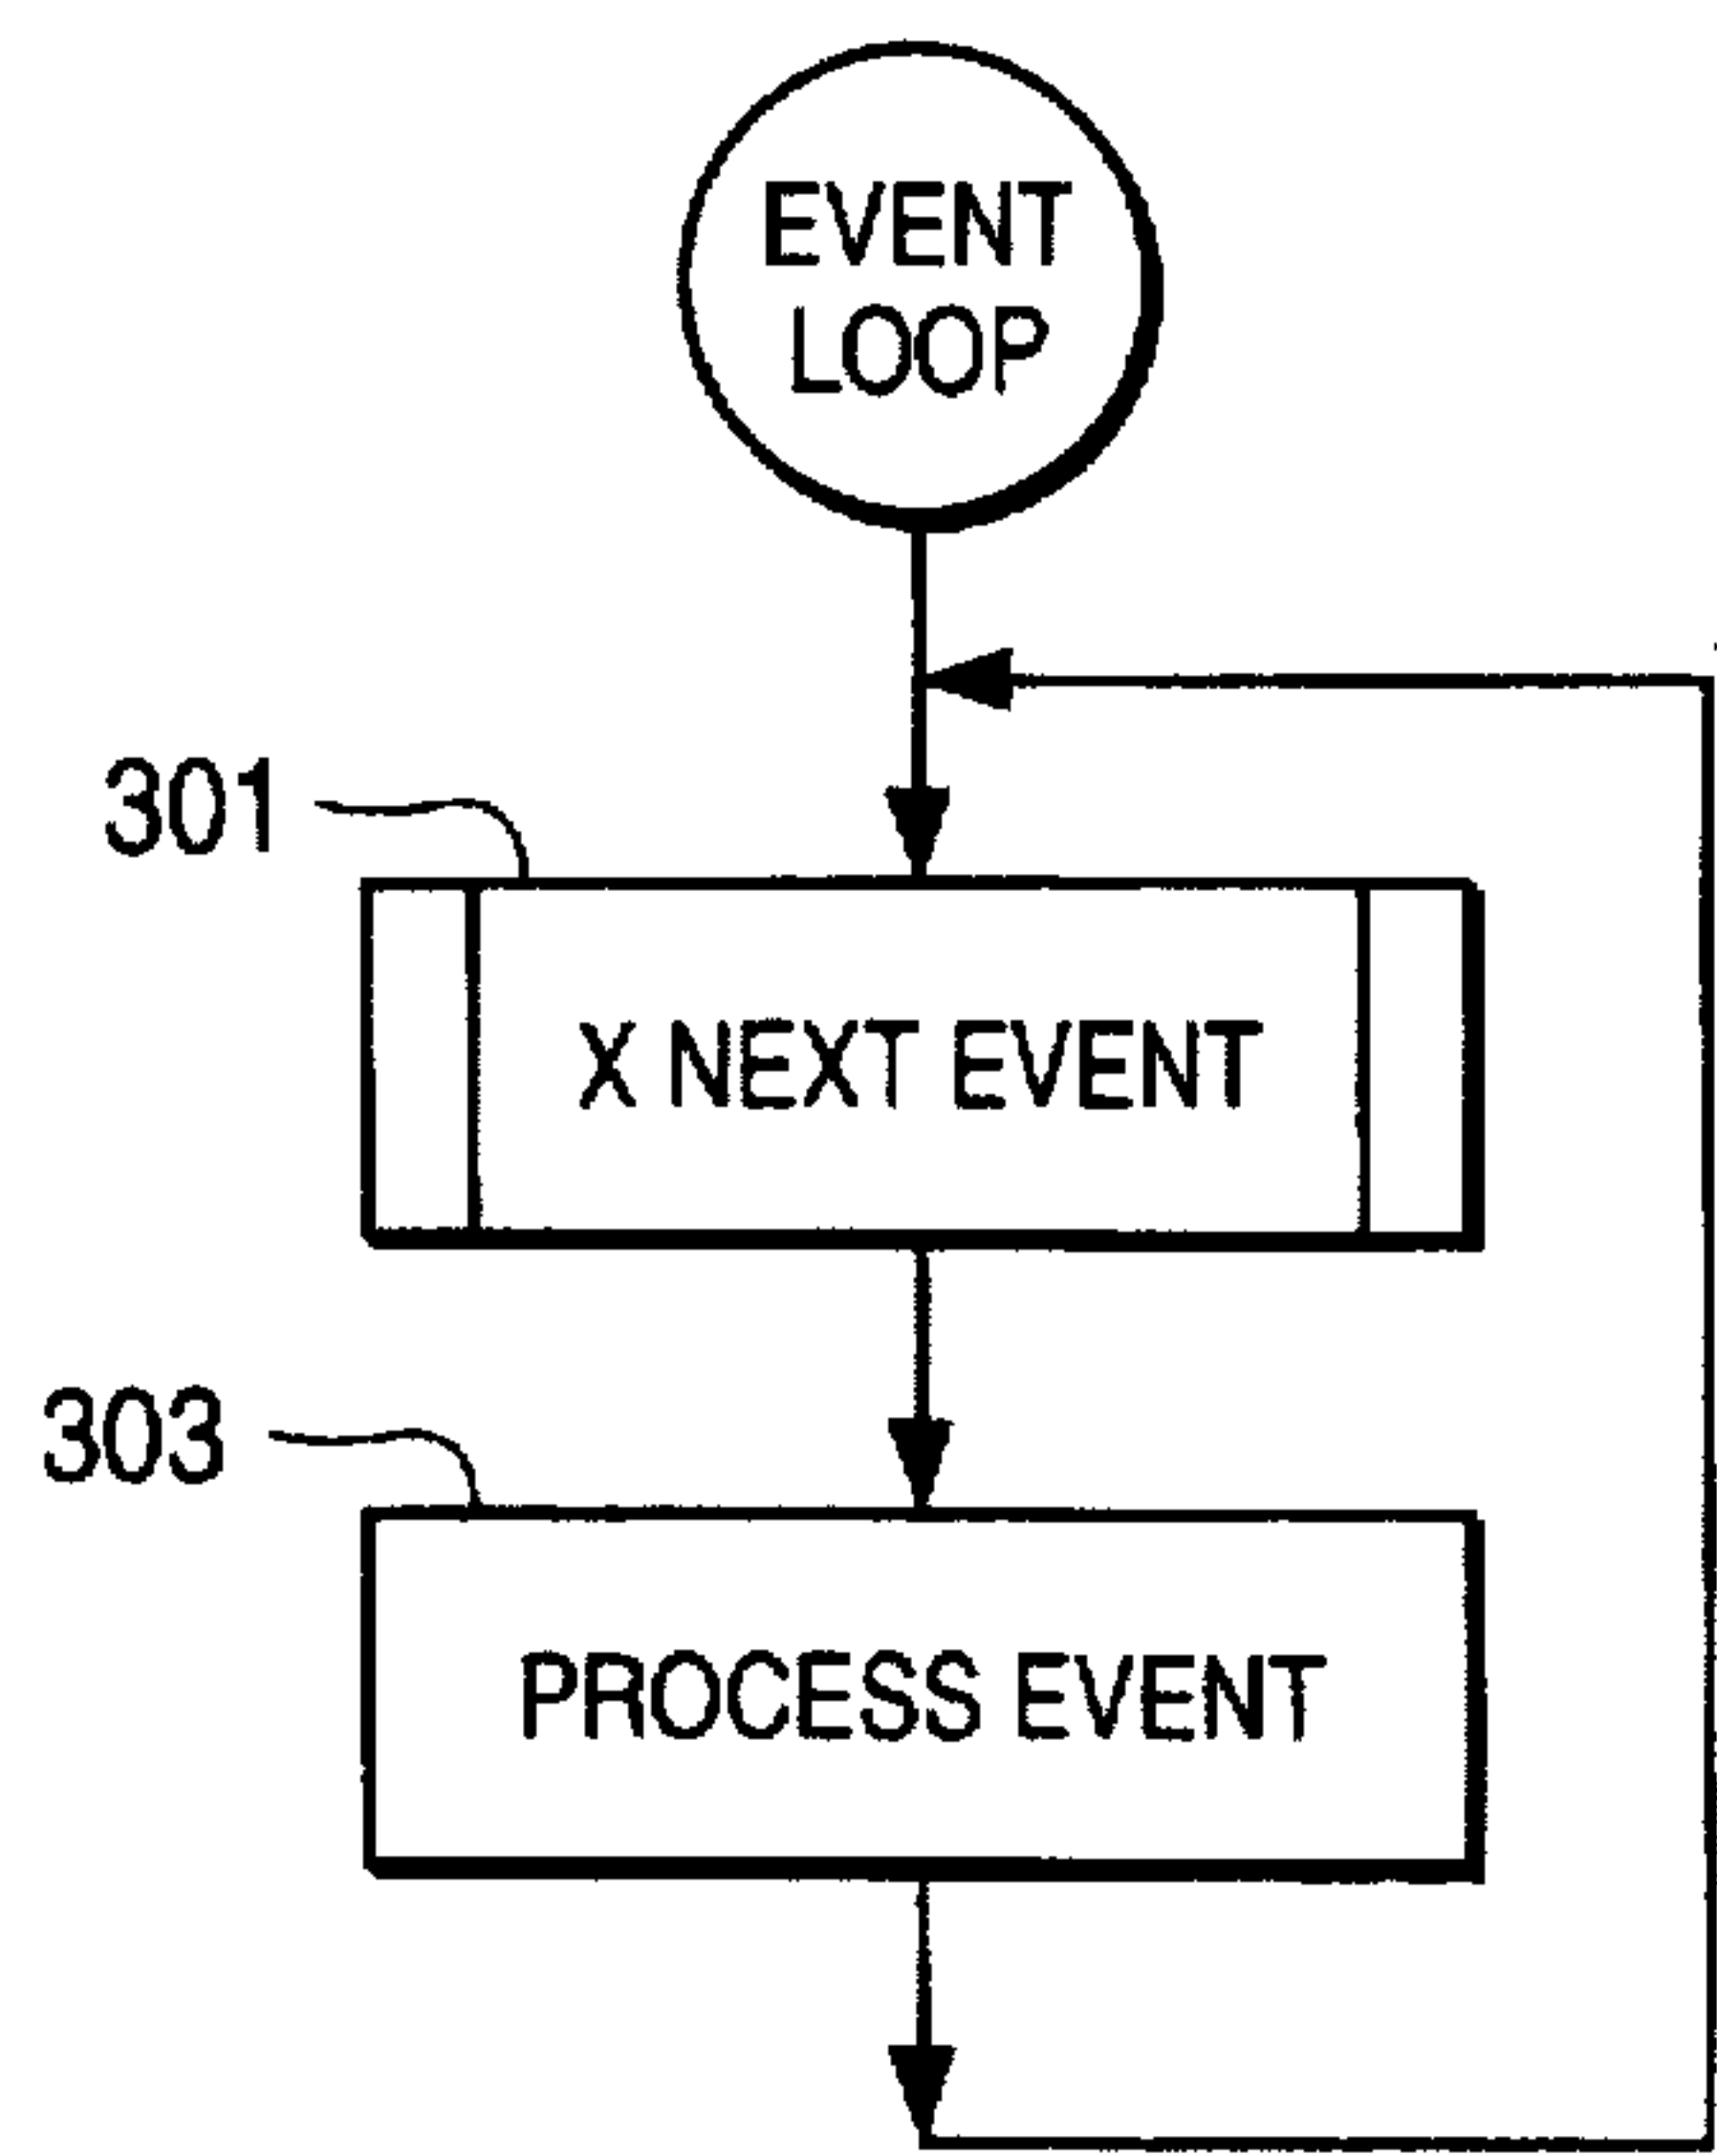 EVENT
LOOP
301
X NEXT EVENT
303
PROCESS EVENT